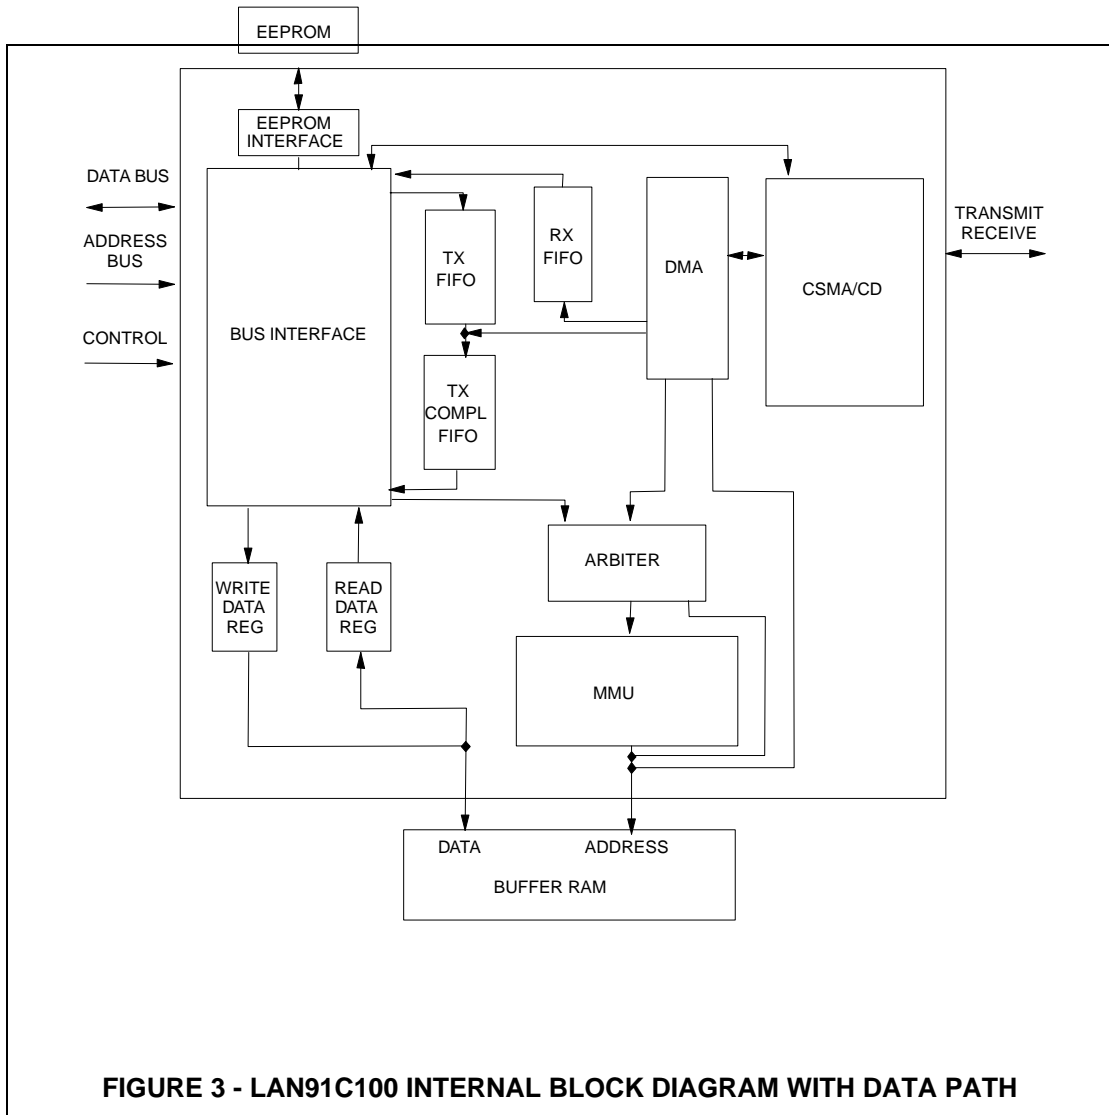 EEPROM
EEPROM
INTERFACE
DATA BUS
ADDRESS
BUS
CONTROL
BUS INTERFACE
TX
FIFO
RX
FIFO
DMA
CSMA/CD
TRANSMIT
RECEIVE
TX
COMPL
FIFO
WRITE
DATA
REG
READ
DATA
REG
ARBITER
MMU
DATA
ADDRESS
BUFFER RAM
FIGURE 3 - LAN91C100 INTERNAL BLOCK DIAGRAM WITH DATA PATH